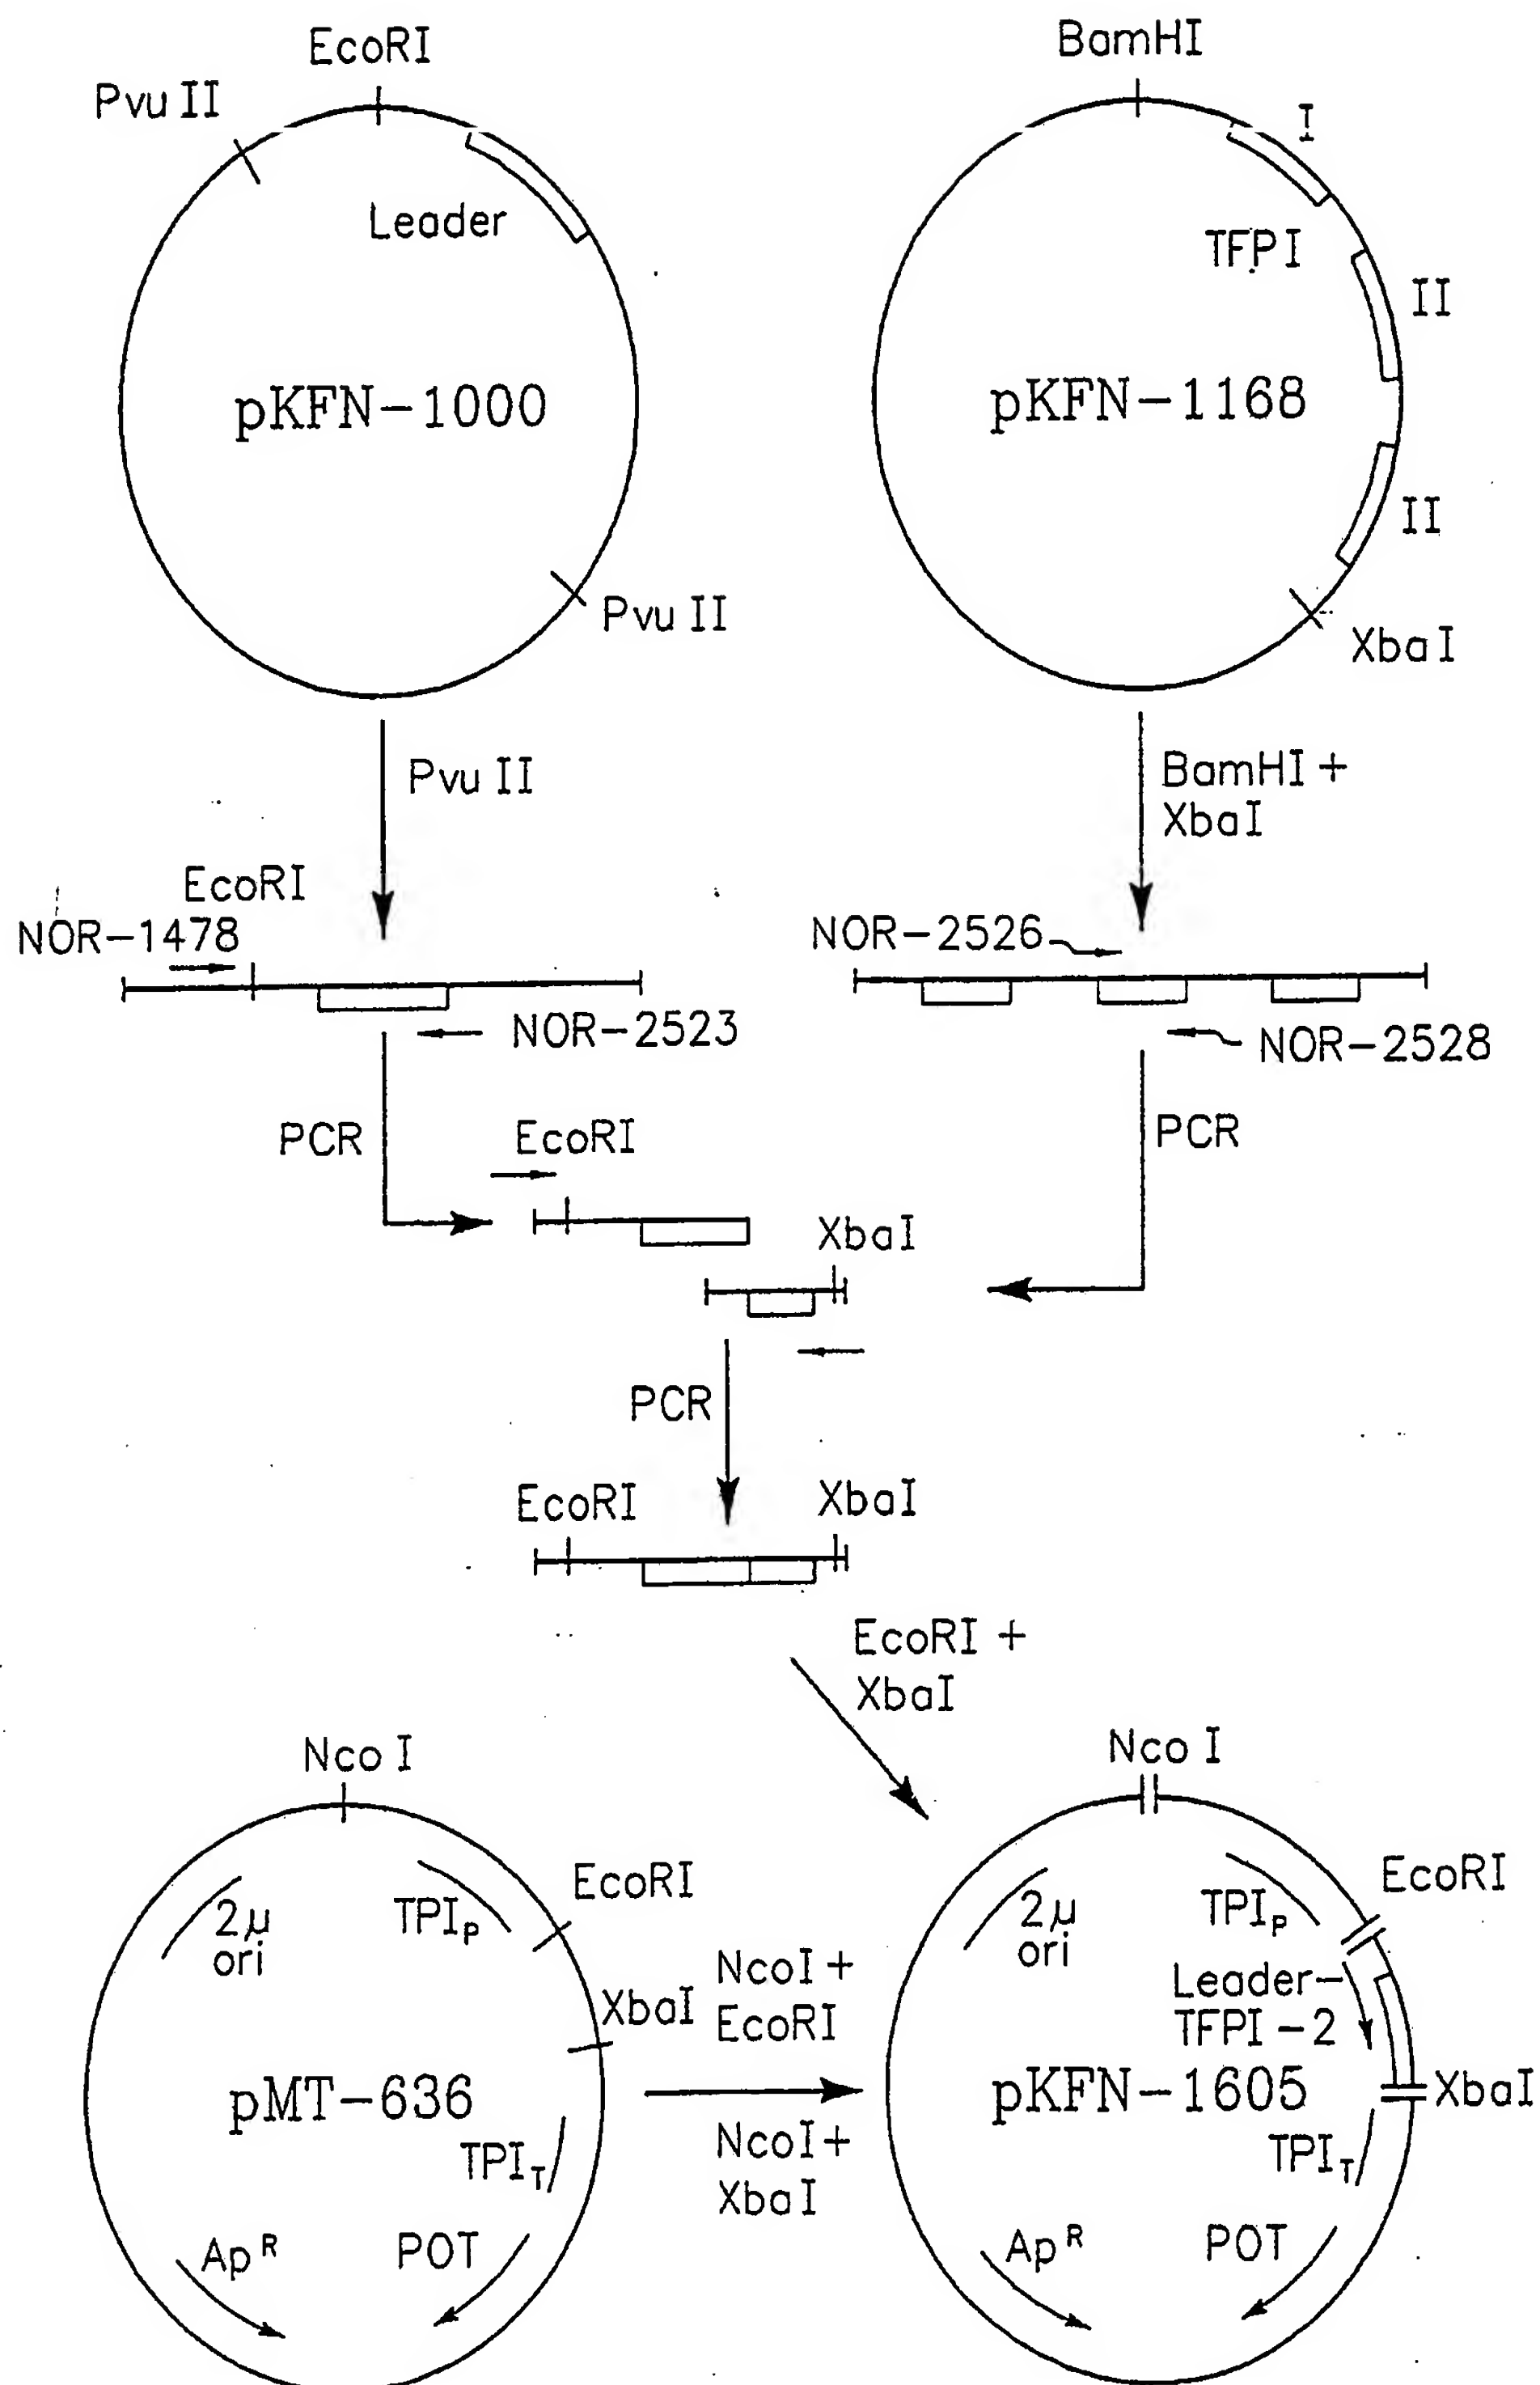 EcoRI
Pvu II
Leader
pKFN-1000
Pvu II
BamHI
I
TFPI
II
pKFN-1168
II
XbaI
Pvu II
BamHI +
XbaI
EcoRI
NOR-1478
NOR-2523
NOR-2526
NOR-2528
PCR
EcoRI
PCR
XbaI
PCR
EcoRI
XbaI
EcoRI +
XbaI
Nco I
2µ
ori
TPIP
EcoRI
XbaI
pMT-636
TPIT
ApR
POT
NcoI+
EcoRI
NcoI+
XbaI
Nco I
2µ
ori
TPIP
EcoRI
Leader-
TFPI-2
pKFN-1605
XbaI
TPIT
ApR
POT